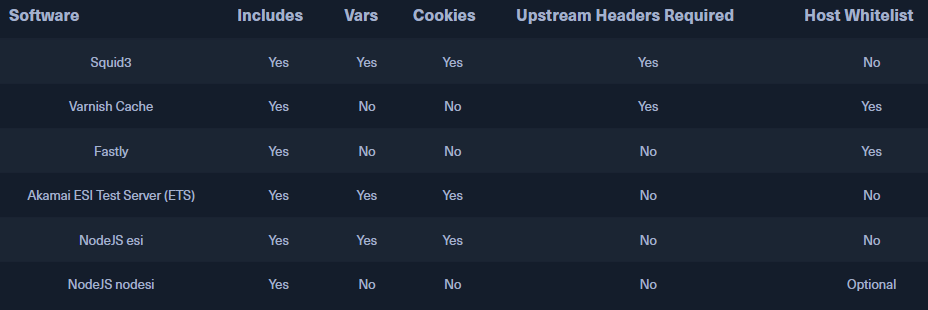 Software Includes Vars Cookies Upstream Headers Required Host Whitelist
Squid3 Yes Yes Yes Yes No
Varnish Cache Yes No No Yes Yes
Fastly Yes No No No Yes
Akamai ESI Test Server (ETS) Yes Yes Yes No No
NodeJS esi Yes Yes Yes No No
NodeJS nodesi Yes No No No Optional